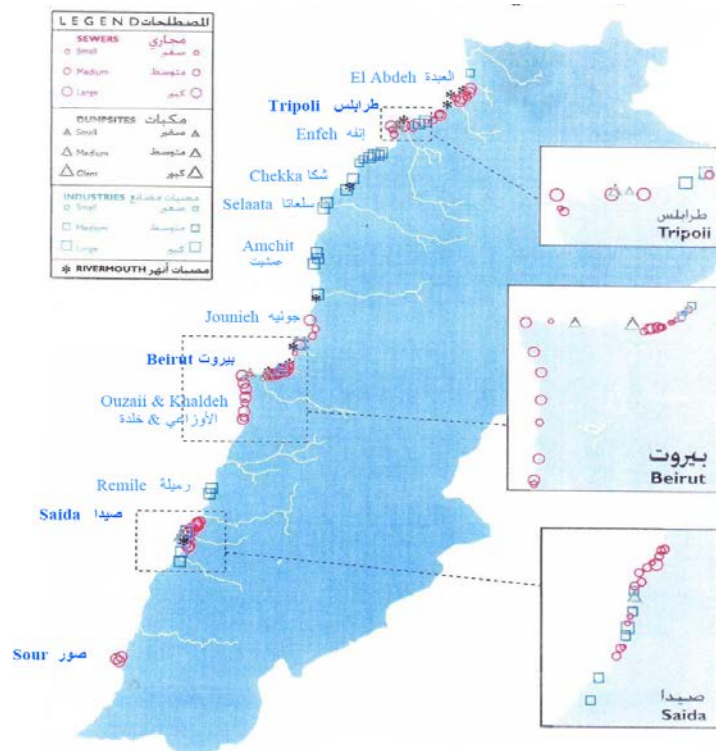 LEGEND المصطلحات
SEWERS مجاري
Small صغير
Medium متوسط
Large كبير
DUMPSITES مكبات
Small صغير
Medium متوسط
كبير
INDUSTRIES مصبات مصانع
Small صغير
Medium متوسط
Large كبير
RIVERMOUTH مصبات أنهر
El Abdeh العبدة
Tripoli طرابلس
Enfeh إنفه
Chekka شكا
Selaata سلعاتا
Amchit
Jounieh جونيه
Beirut بيروت
Ouzaii & Khaldeh
الأوزاعي & خلدة
Remile رميلة
Saida صيدا
Sour صور
طرابلس
Tripoli
بيروت
Beirut
صيدا
Saida